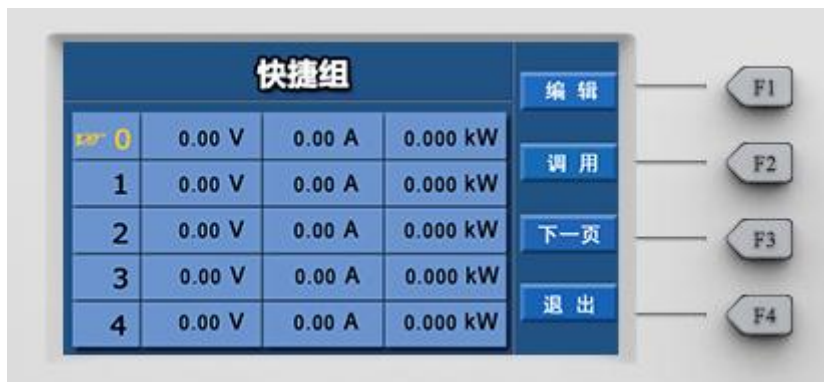 快捷组
编辑 F1
0 0.00 V 0.00 A 0.000 kW
调用 F2
1 0.00 V 0.00 A 0.000 kW
2 0.00 V 0.00 A 0.000 kW
下一页 F3
3 0.00 V 0.00 A 0.000 kW
退出 F4
4 0.00 V 0.00 A 0.000 kW